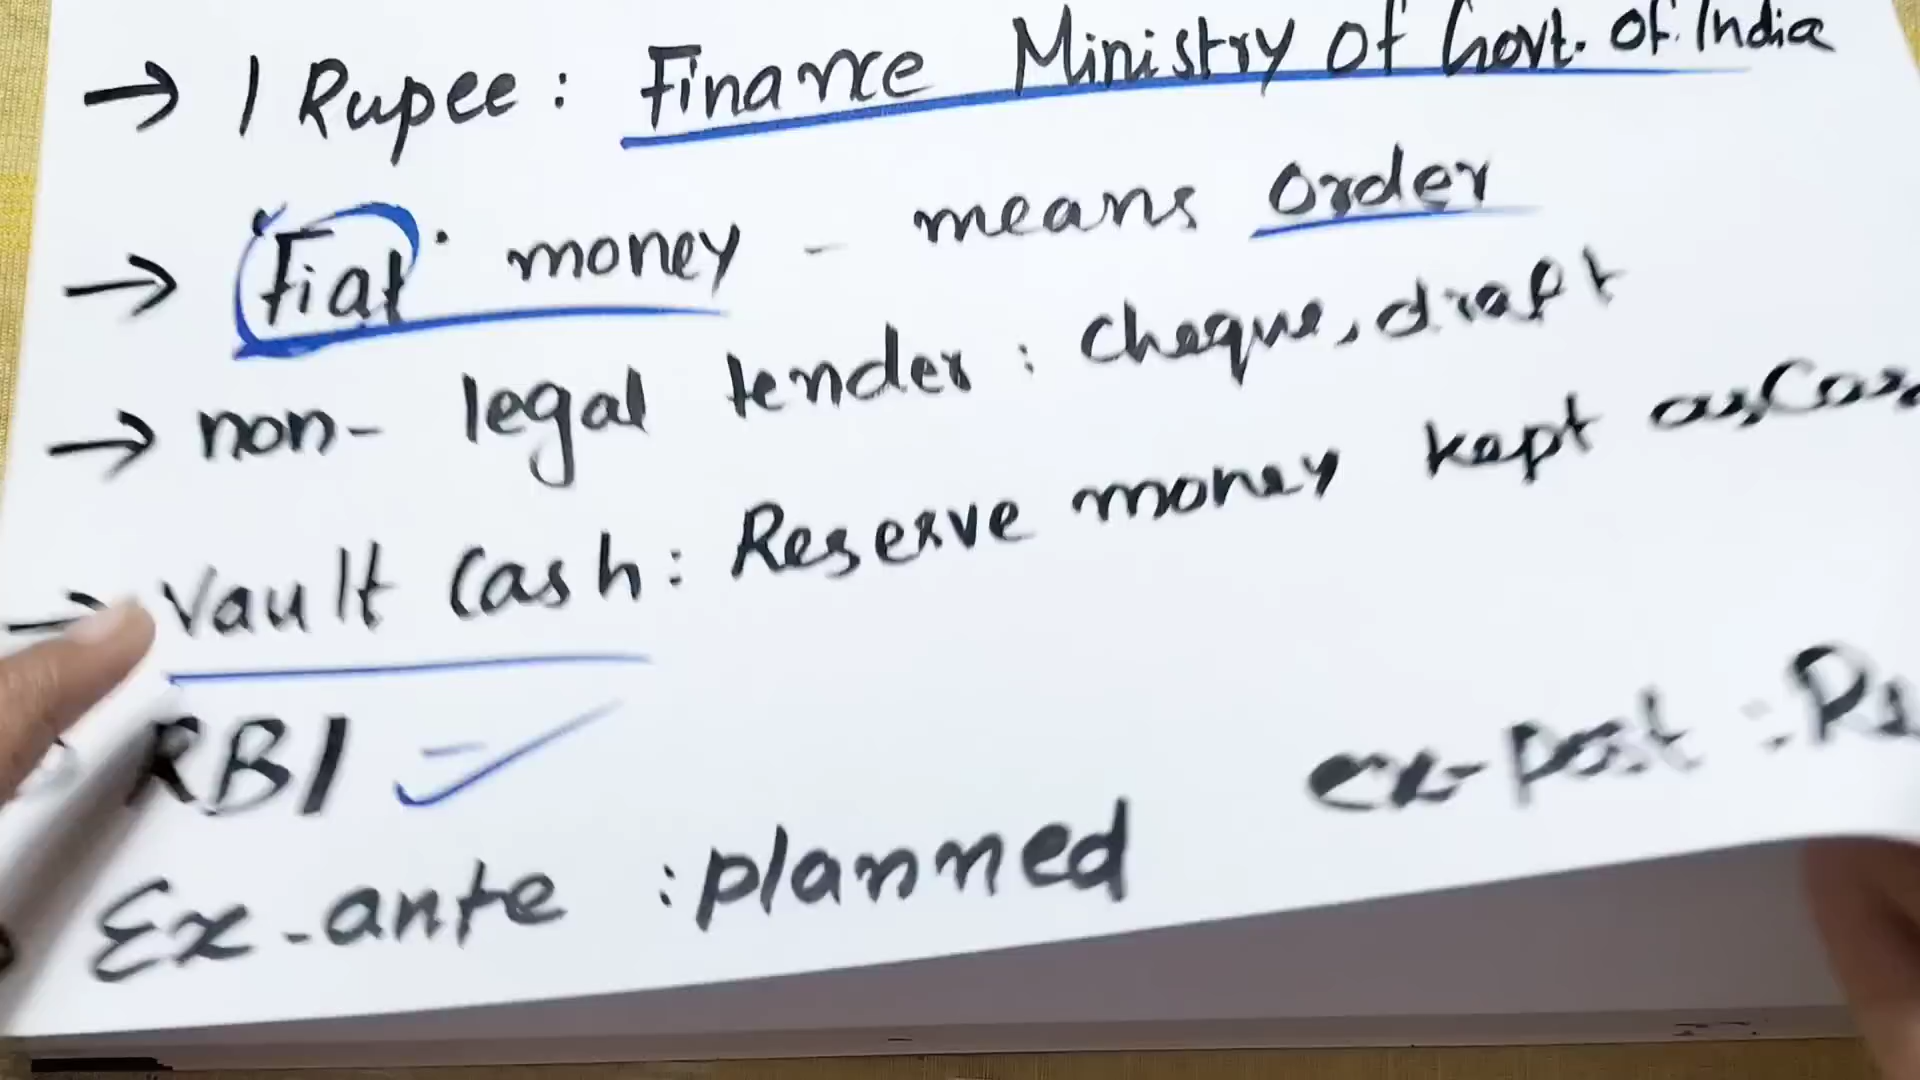 → 1 Rupee : Finance Ministry of Govt. of India
→ Fiat money - means order
→ non- legal tender : cheque, draft
→ Vault Cash : Reserve money kept as
RBI
Ex-ante : planned ex-post :